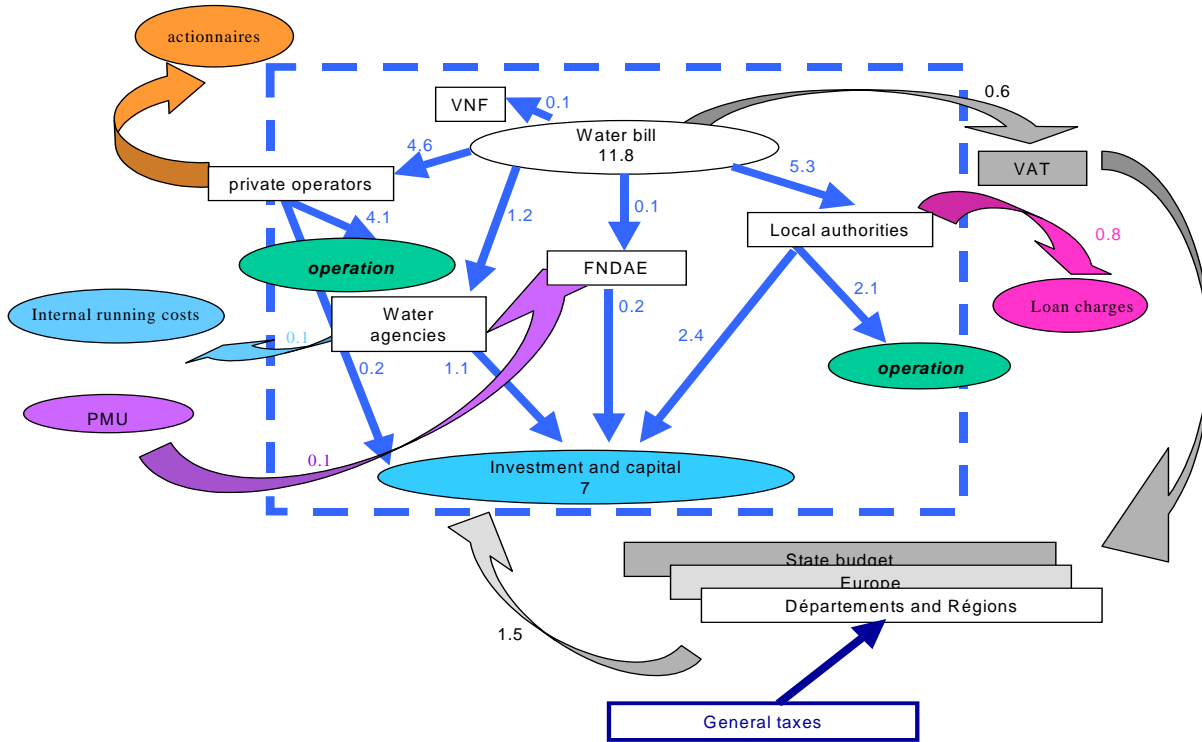 actionnaires
0.6
VNF
0.1
Water bill
11.8
4.6
5.3
VAT
private operators
1.2
0.1
4.1
Local authorities
0.8
operation
FNDAE
Internal running costs
Water
agencies
0.2
2.1
Loan charges
0.1
0.2
1.1
2.4
operation
PMU
0.1
Investment and capital
7
State budget
Europe
Départements and Régions
1.5
General taxes